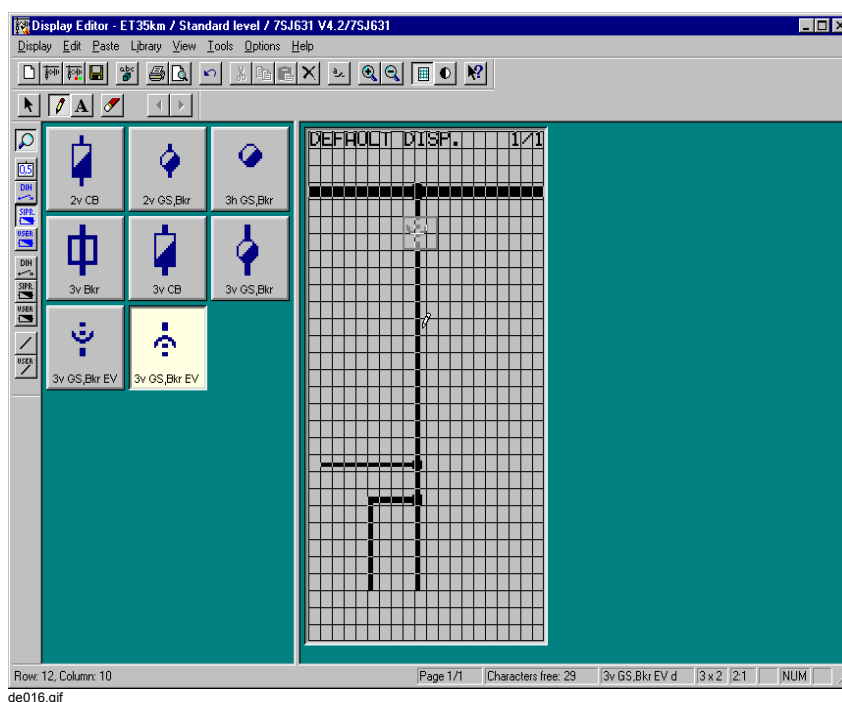 Display Editor - ET35km / Standard level / 7SJ631 V4.2/7SJ631
Display Edit Paste Library View Tools Options Help
abc
A
0,5
DIN
SIPR.
USER
DIN
SIPR.
USER
USER
2v CB
2v GS,Bkr
3h GS,Bkr
3v Bkr
3v CB
3v GS,Bkr
3v GS,Bkr EV
3v GS,Bkr EV
DEFAULT DISP. 1/1
Row: 12, Column: 10
Page 1/1
Characters free: 29
3v GS,Bkr EV d
3 x 2
2:1
NUM
de016.gif